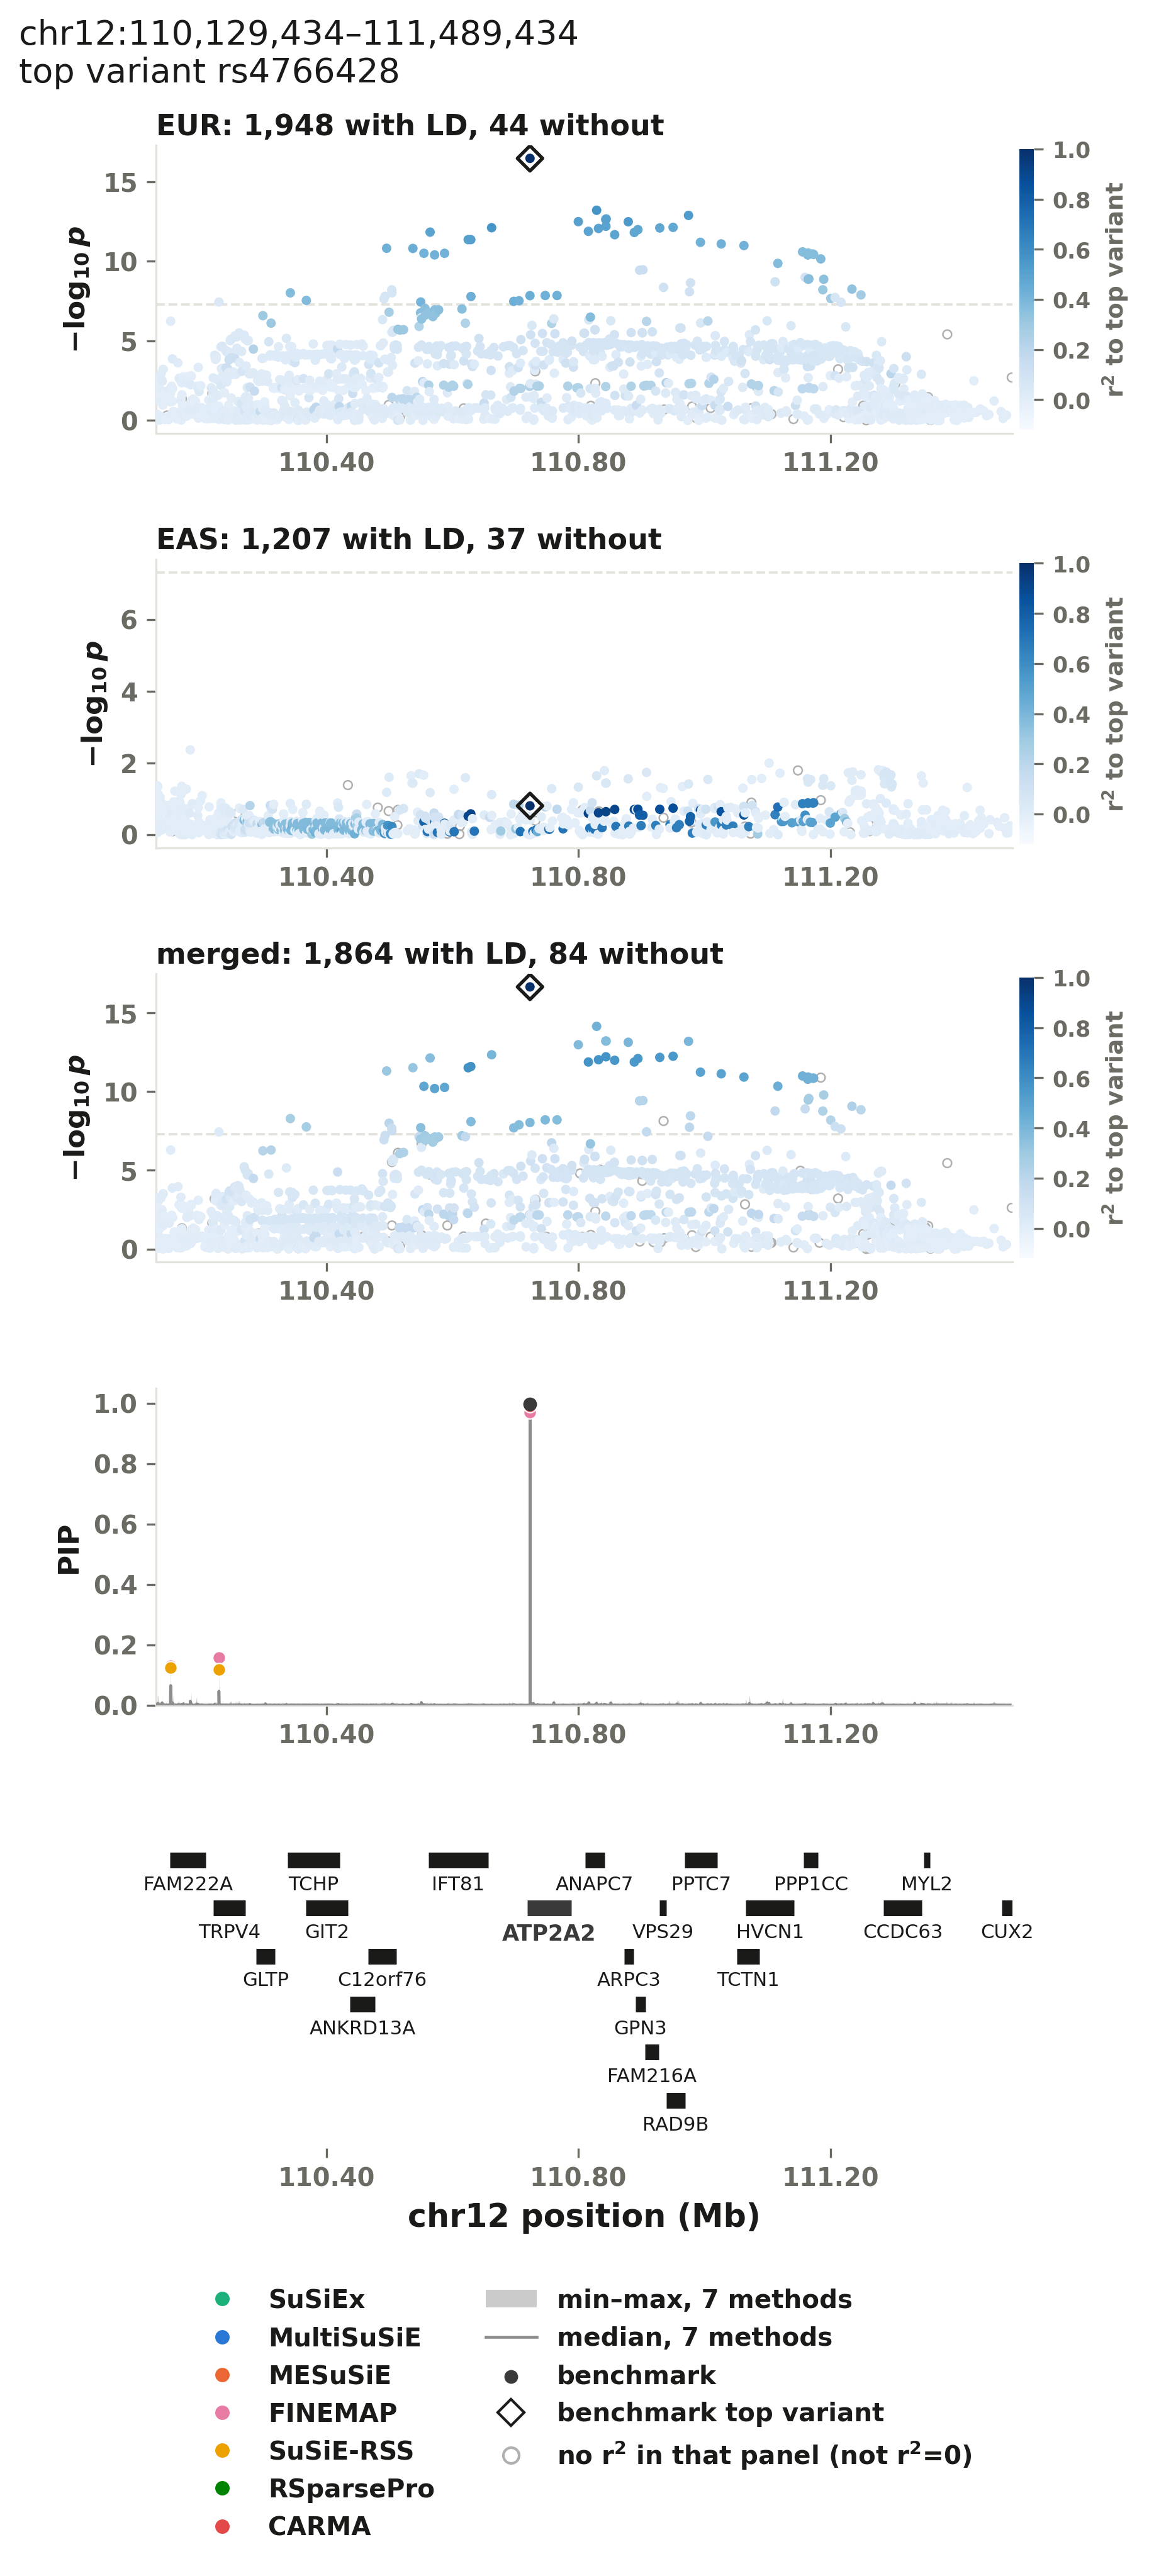 chr12:110,129,434–111,489,434
top variant rs4766428
EUR: 1,948 with LD, 44 without
−log10 p
15
10
5
0
110.40 110.80 111.20
1.0
0.8
0.6
0.4
0.2
0.0
r² to top variant
EAS: 1,207 with LD, 37 without
−log10 p
6
4
2
0
110.40 110.80 111.20
1.0
0.8
0.6
0.4
0.2
0.0
r² to top variant
merged: 1,864 with LD, 84 without
−log10 p
15
10
5
0
110.40 110.80 111.20
1.0
0.8
0.6
0.4
0.2
0.0
r² to top variant
PIP
1.0
0.8
0.6
0.4
0.2
0.0
110.40 110.80 111.20
FAM222A TCHP IFT81 ANAPC7 PPTC7 PPP1CC MYL2
TRPV4 GIT2 ATP2A2 VPS29 HVCN1 CCDC63 CUX2
GLTP C12orf76 ARPC3 TCTN1
ANKRD13A GPN3
FAM216A
RAD9B
110.40 110.80 111.20
chr12 position (Mb)
SuSiEx
MultiSuSiE
MESuSiE
FINEMAP
SuSiE-RSS
RSparsePro
CARMA
min–max, 7 methods
median, 7 methods
benchmark
benchmark top variant
no r² in that panel (not r²=0)